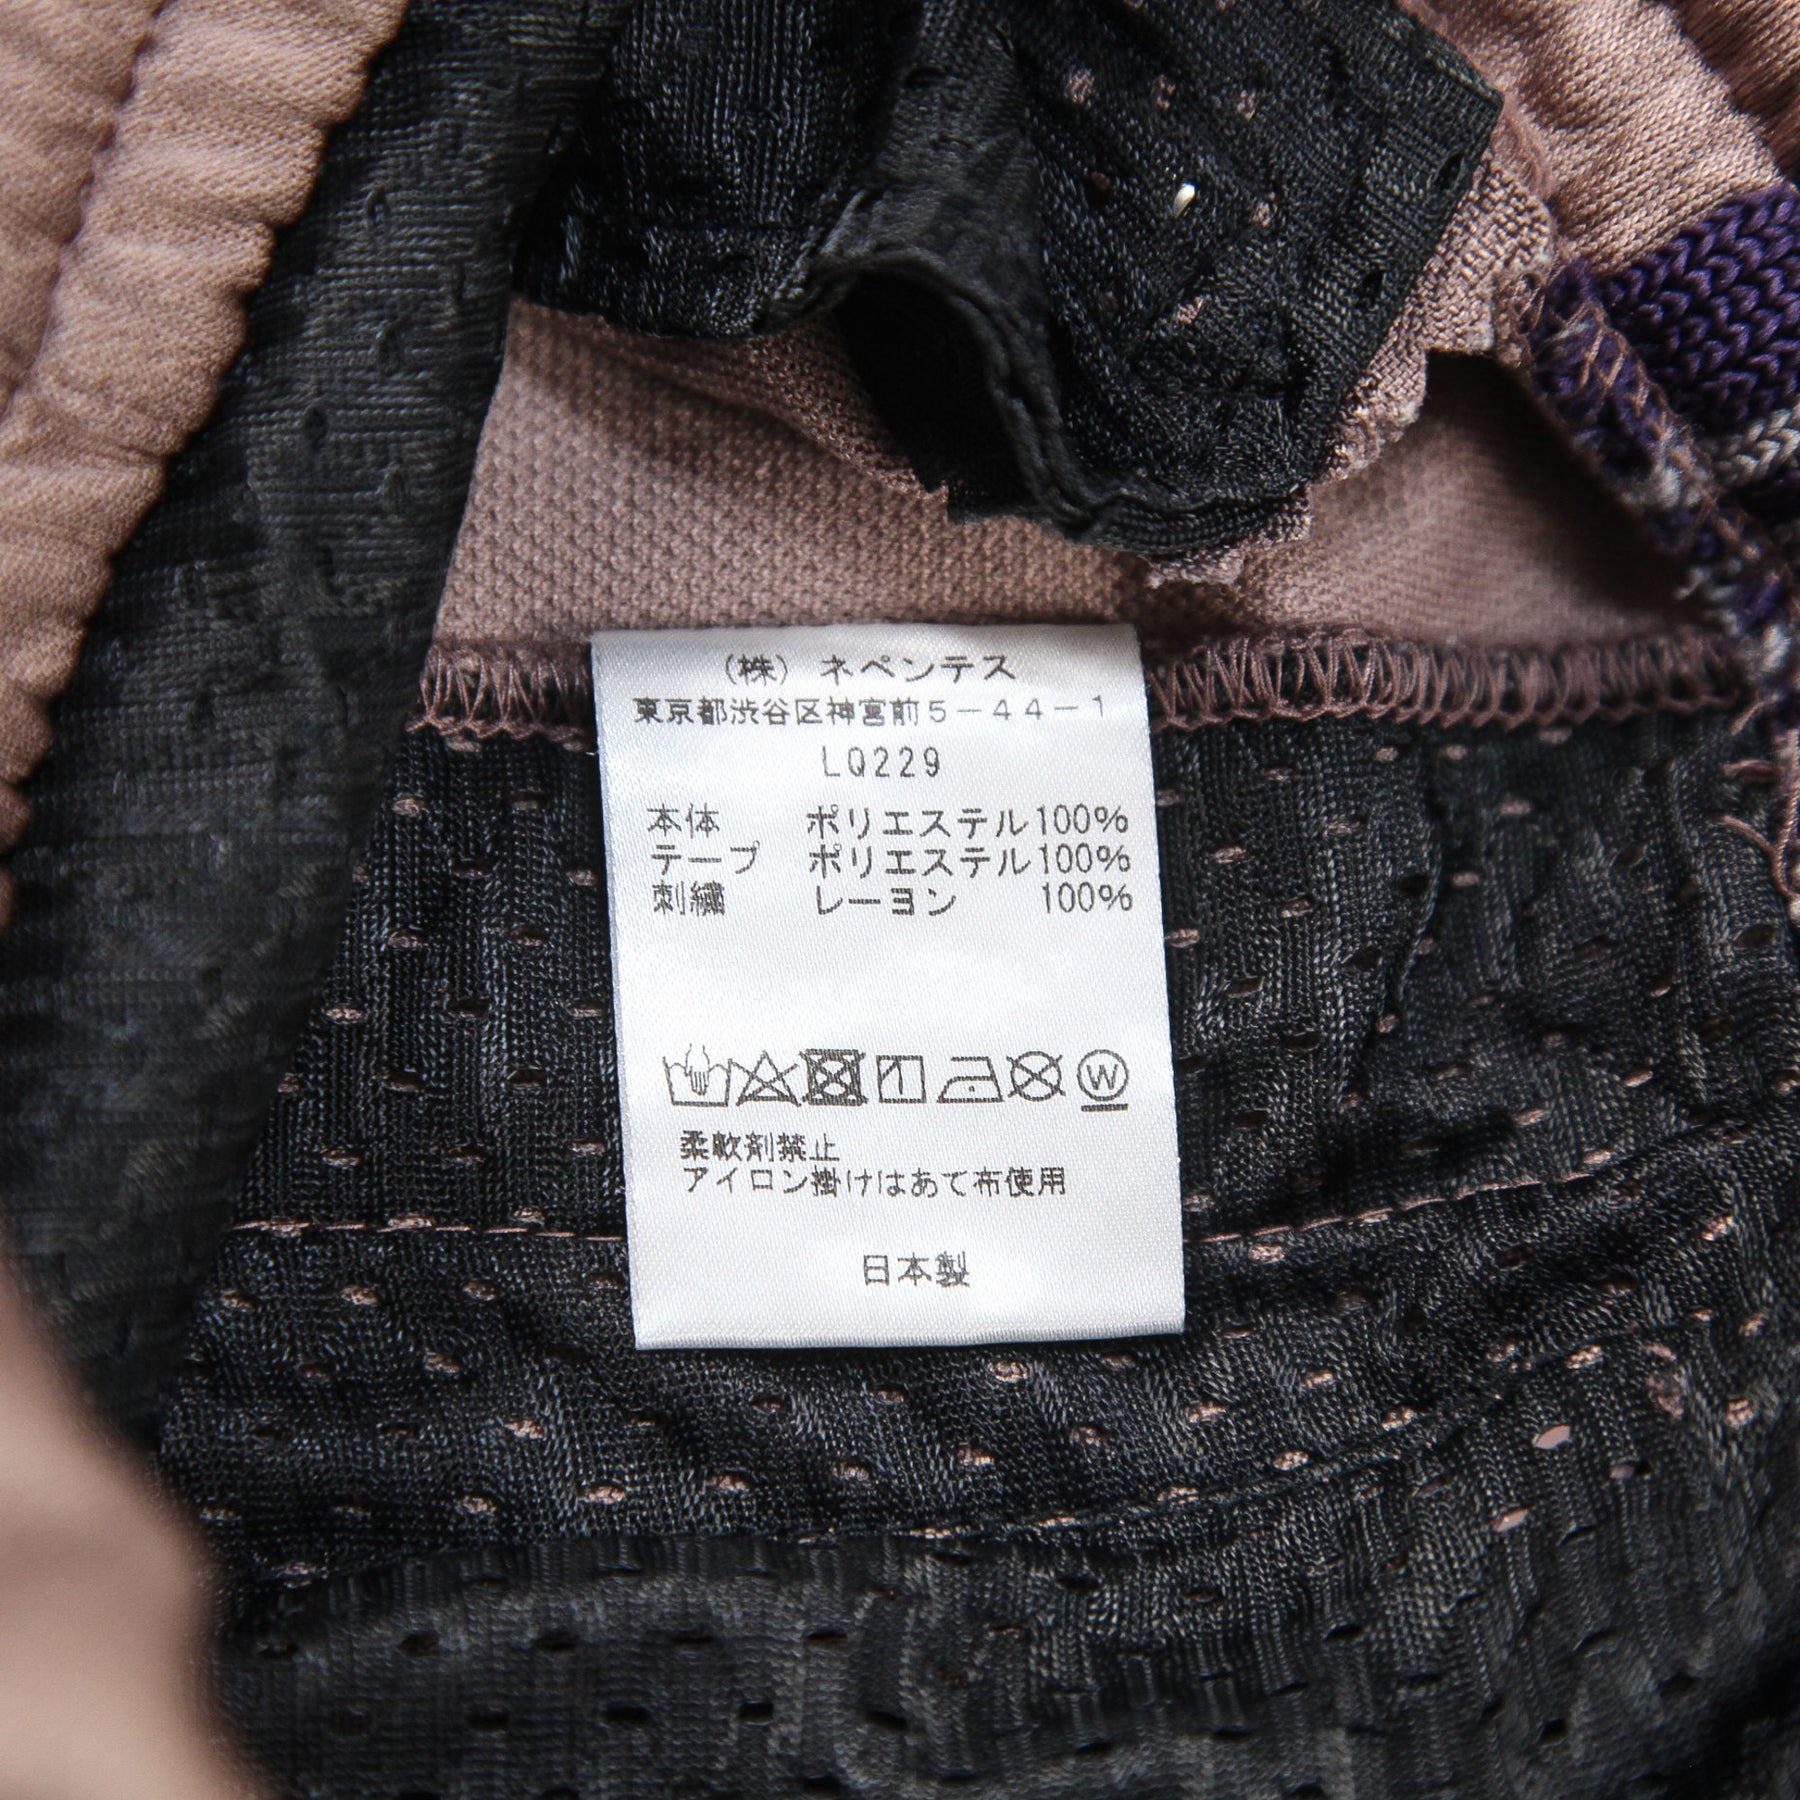 (株) ネペンテス
東京都渋谷区神宮前5-44-1
LQ229
本体 ポリエステル100%
テープ ポリエステル100%
刺繍 レーヨン 100%
W
柔軟剤禁止
アイロン掛けはあて布使用
日本製